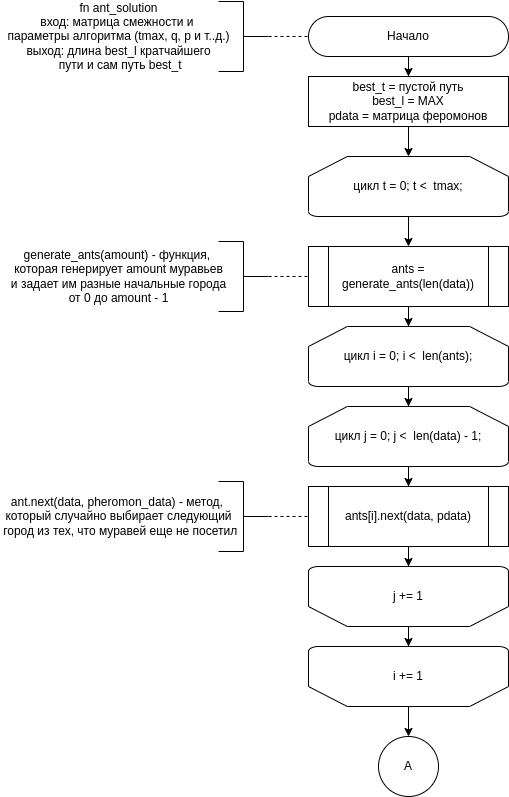 fn ant_solution
вход: матрица смежности и
параметры алгоритма (tmax, q, p и т..д.)
выход: длина best_l кратчайшего
пути и сам путь best_t
Начало
best_t = пустой путь
best_l = MAX
pdata = матрица феромонов
цикл t = 0; t <  tmax;
generate_ants(amount) - функция,
которая генерирует amount муравьев
и задает им разные начальные города
от 0 до amount - 1
ants =
generate_ants(len(data))
цикл i = 0; i <  len(ants);
цикл j = 0; j <  len(data) - 1;
ant.next(data, pheromon_data) - метод,
который случайно выбирает следующий
город из тех, что муравей еще не посетил
ants[i].next(data, pdata)
j += 1
i += 1
A